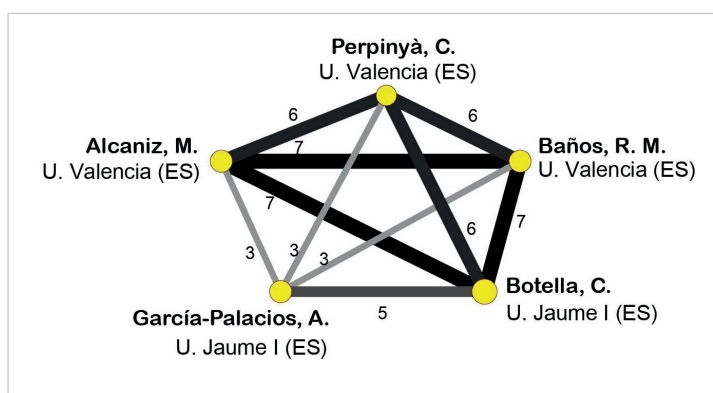 Perpinyà, C.
U. Valencia (ES)
6
6
Alcaniz, M.
U. Valencia (ES)
7
Baños, R. M.
U. Valencia (ES)
7
6
7
3
3
3
Botella, C.
U. Jaume I (ES)
5
García-Palacios, A.
U. Jaume I (ES)